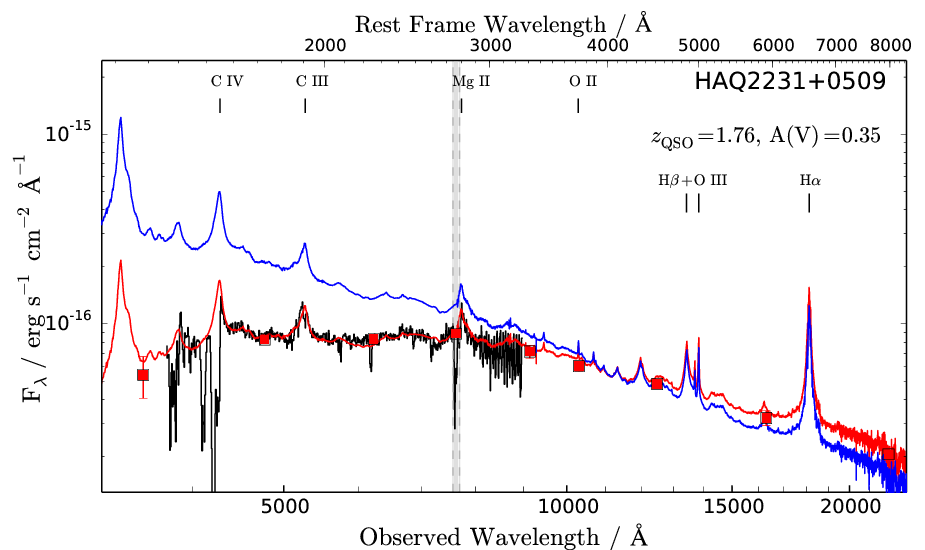 Rest Frame Wavelength / Å
2000 3000 4000 5000 6000 7000 8000
C IV C III Mg II O II HAQ2231+0509
z_QSO=1.76, A(V)=0.35
Hβ+O III Hα
10^-15
10^-16
F_λ / erg s^-1 cm^-2 Å^-1
5000 10000 15000 20000
Observed Wavelength / Å